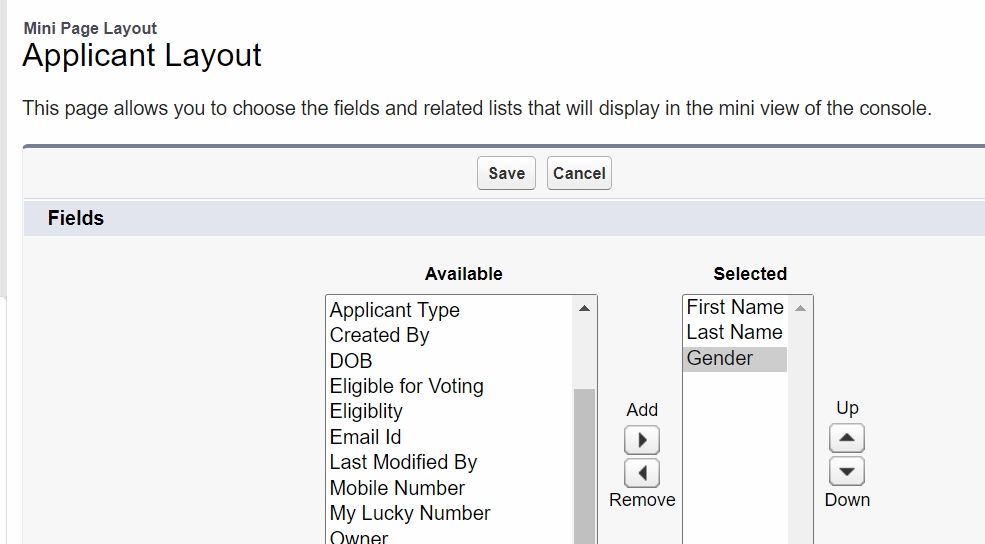 Mini Page Layout
Applicant Layout
This page allows you to choose the fields and related lists that will display in the mini view of the console.
Save Cancel
Fields
Available Selected
Applicant Type
Created By
DOB
Eligible for Voting
Eligiblity
Email Id
Last Modified By
Mobile Number
My Lucky Number
Owner
First Name
Last Name
Gender
Add
Remove
Up
Down